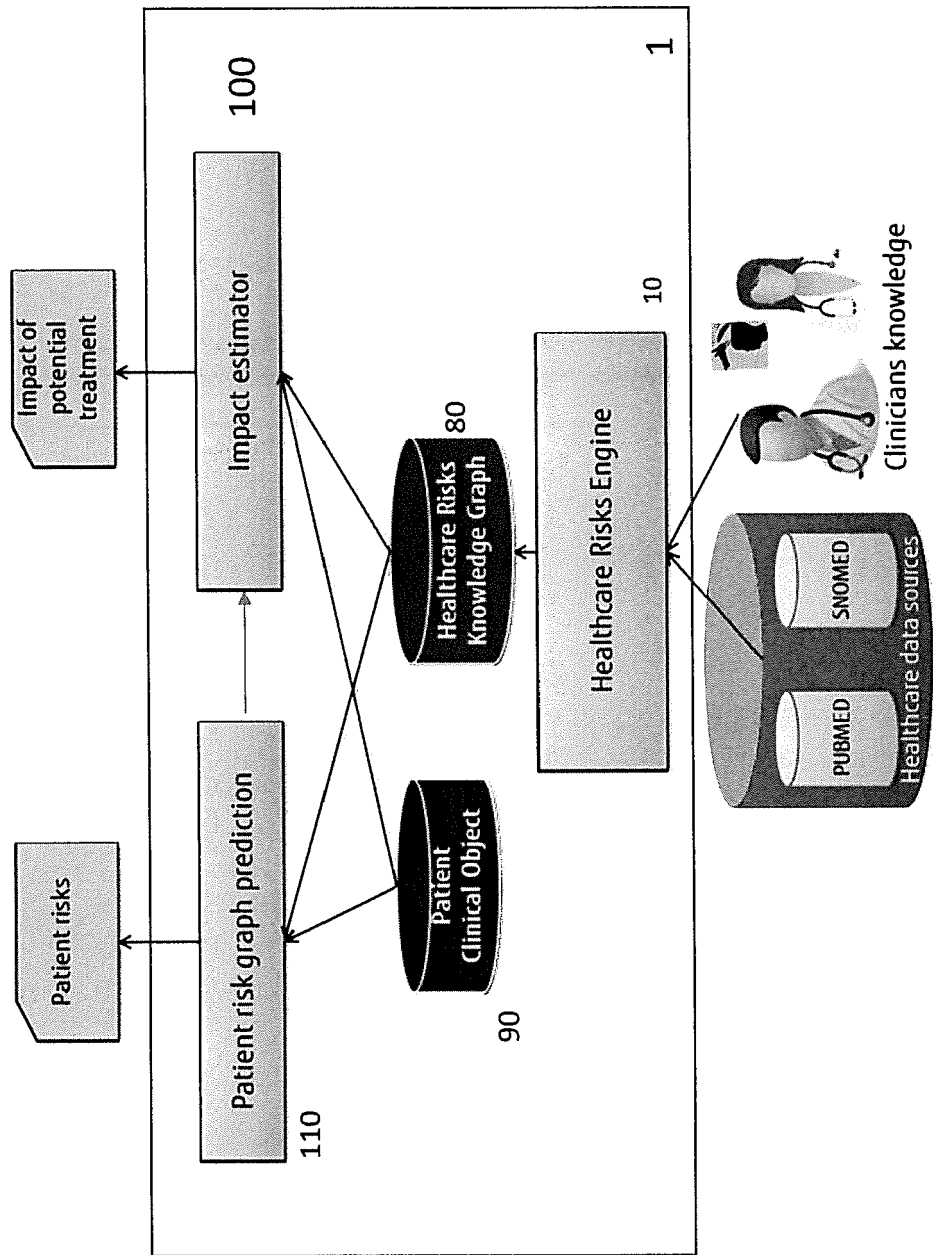 Patient risks
Impact of
potential
treatment
110
Patient risk graph prediction
Impact estimator
100
90
Patient
Clinical Object
Healthcare Risks
Knowledge Graph
80
Healthcare Risks Engine
10
1
PUBMED
SNOMED
Healthcare data sources
Clinicians knowledge